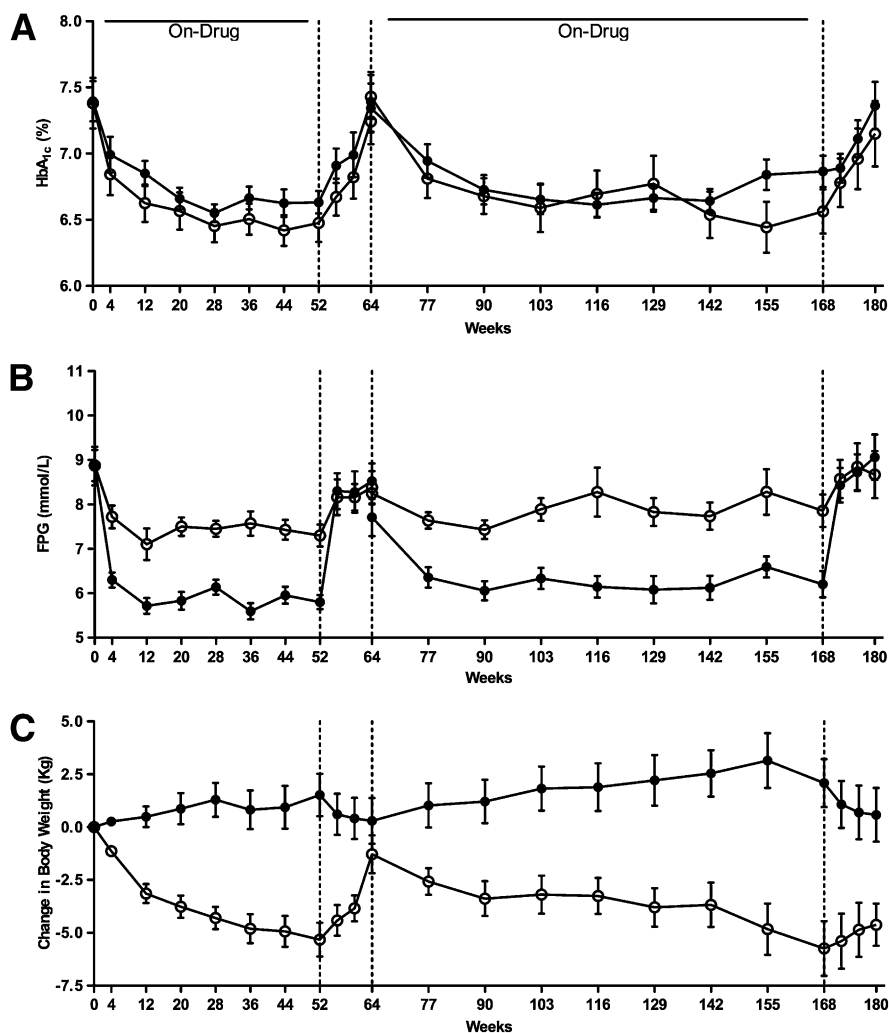 A
On-Drug
On-Drug
HbA1c (%)
8.0
7.5
7.0
6.5
6.0
0 4 12 20 28 36 44 52 64 77 90 103 116 129 142 155 168 180
Weeks
B
FPG (mmol/L)
11
10
9
8
7
6
5
0 4 12 20 28 36 44 52 64 77 90 103 116 129 142 155 168 180
Weeks
C
Change in Body Weight (Kg)
5.0
2.5
0.0
-2.5
-5.0
-7.5
0 4 12 20 28 36 44 52 64 77 90 103 116 129 142 155 168 180
Weeks